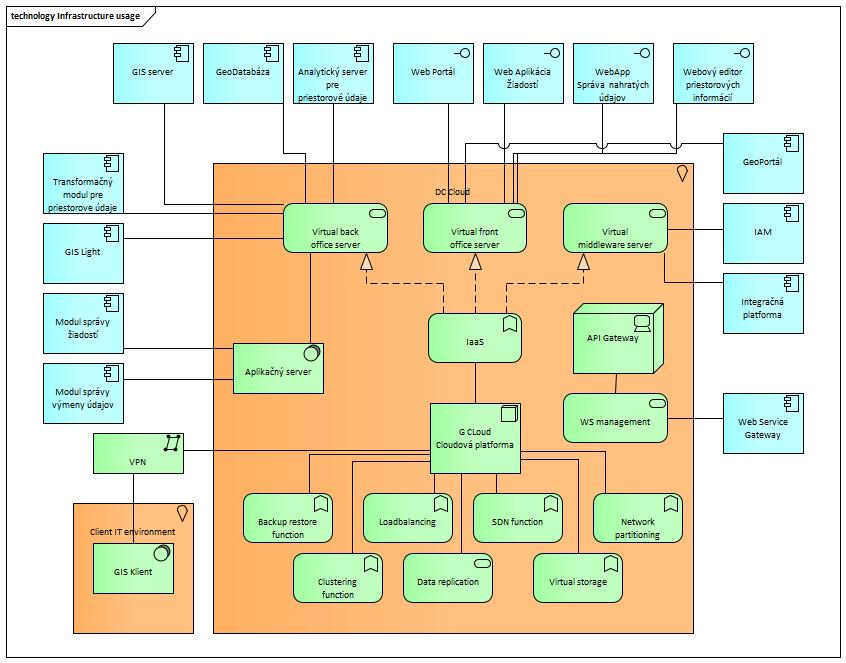 technology Infrastructure usage
GIS server
GeoDatabáza
Analytický server
pre
priestorové údaje
Web Portál
Web Aplikácia
Žiadostí
WebApp
Správa nahratých
údajov
Webový editor
priestorových
informácií
GeoPortál
Transformačný
modul pre
priestorove údaje
DC Cloud
Virtual back
office server
Virtual front
office server
Virtual
middleware server
IAM
GIS Light
Integračná
platforma
Modul správy
žiadostí
IaaS
API Gateway
Aplikačný server
Modul správy
výmeny údajov
G CLoud
Cloudová platforma
WS management
Web Service
Gateway
VPN
Client IT environment
GIS Klient
Backup restore
function
Loadbalancing
SDN function
Network
partitioning
Clustering
function
Data replication
Virtual storage